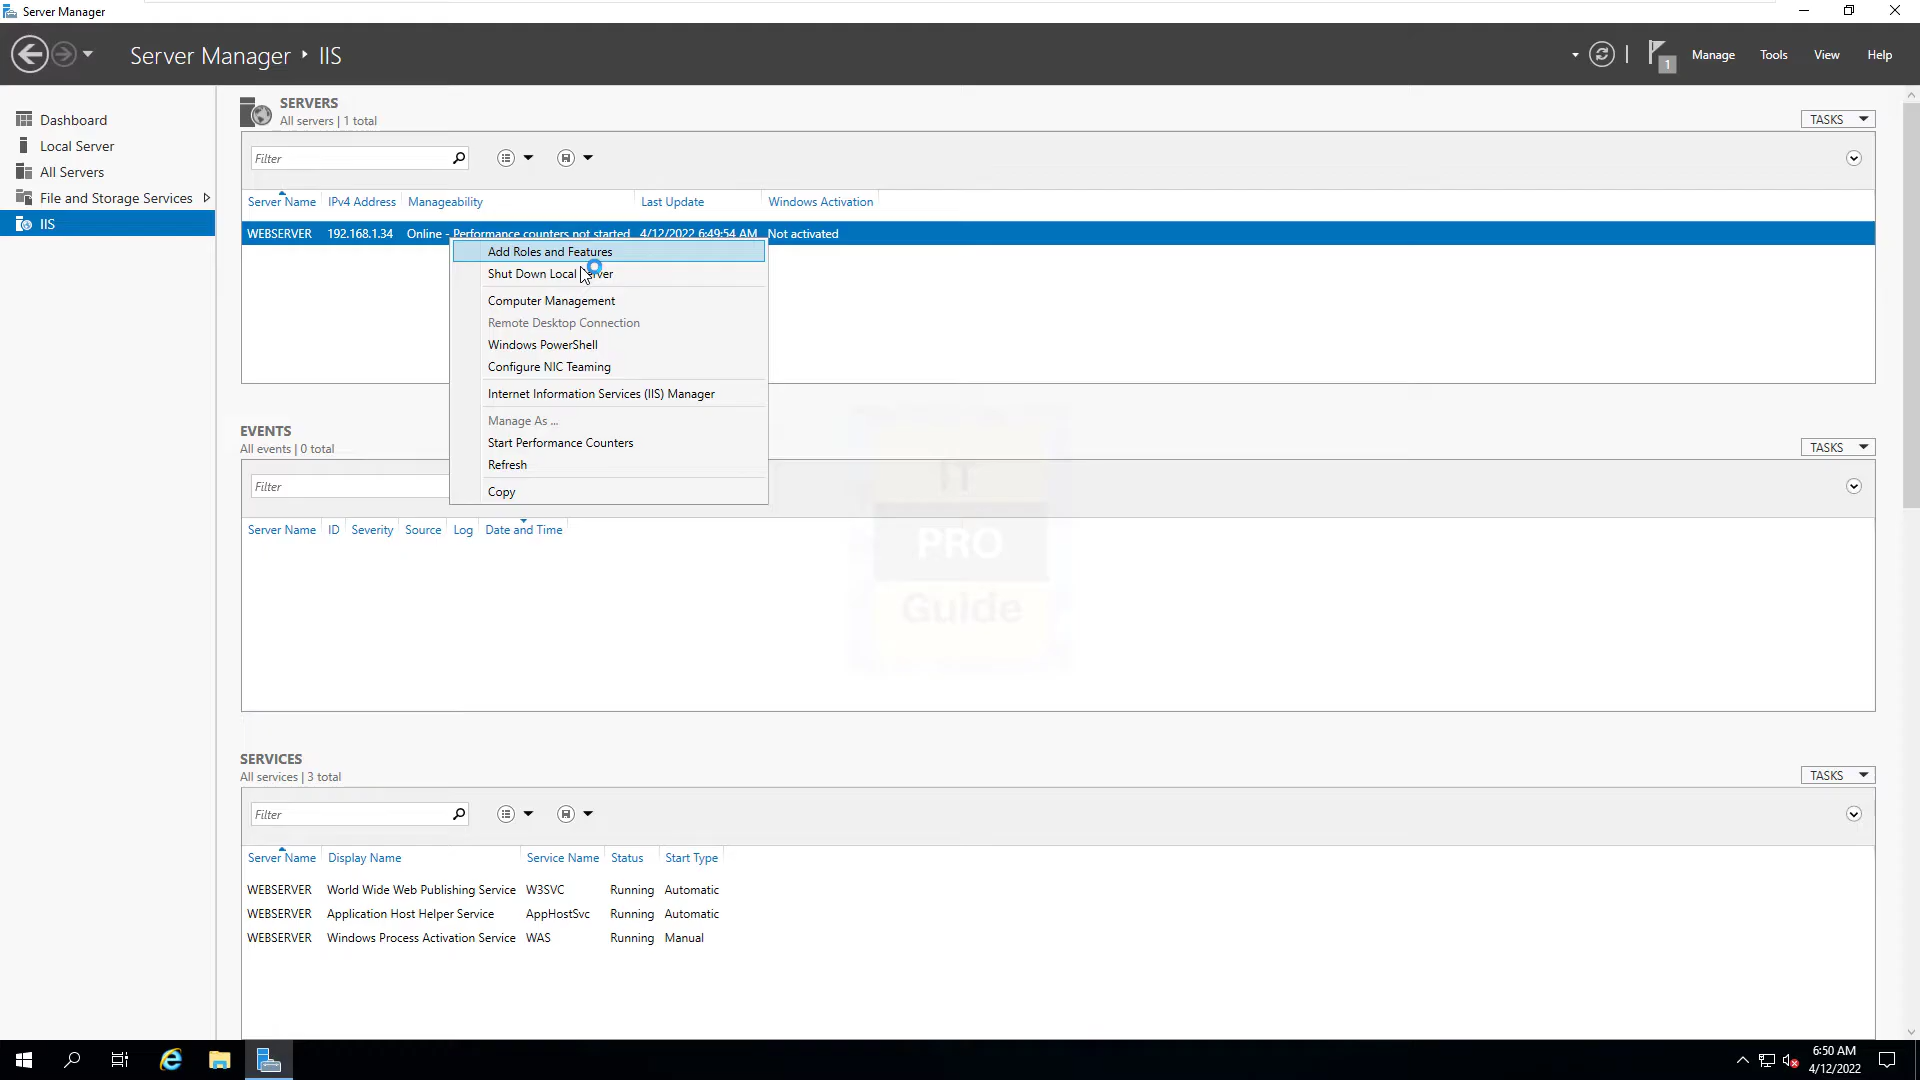 Server Manager
Server Manager ‣ IIS
1
Manage
Tools
View
Help
Dashboard
Local Server
All Servers
File and Storage Services
IIS
SERVERS
All servers | 1 total
TASKS
Filter
Server Name IPv4 Address Manageability Last Update Windows Activation
WEBSERVER 192.168.1.34 Online - Performance counters not started 4/12/2022 6:49:54 AM Not activated
Add Roles and Features
Shut Down Local Server
Computer Management
Remote Desktop Connection
Windows PowerShell
Configure NIC Teaming
Internet Information Services (IIS) Manager
Manage As ...
Start Performance Counters
Refresh
Copy
EVENTS
All events | 0 total
TASKS
Filter
Server Name ID Severity Source Log Date and Time
IT
PRO
Guide
SERVICES
All services | 3 total
TASKS
Filter
Server Name Display Name Service Name Status Start Type
WEBSERVER World Wide Web Publishing Service W3SVC Running Automatic
WEBSERVER Application Host Helper Service AppHostSvc Running Automatic
WEBSERVER Windows Process Activation Service WAS Running Manual
6:50 AM
4/12/2022